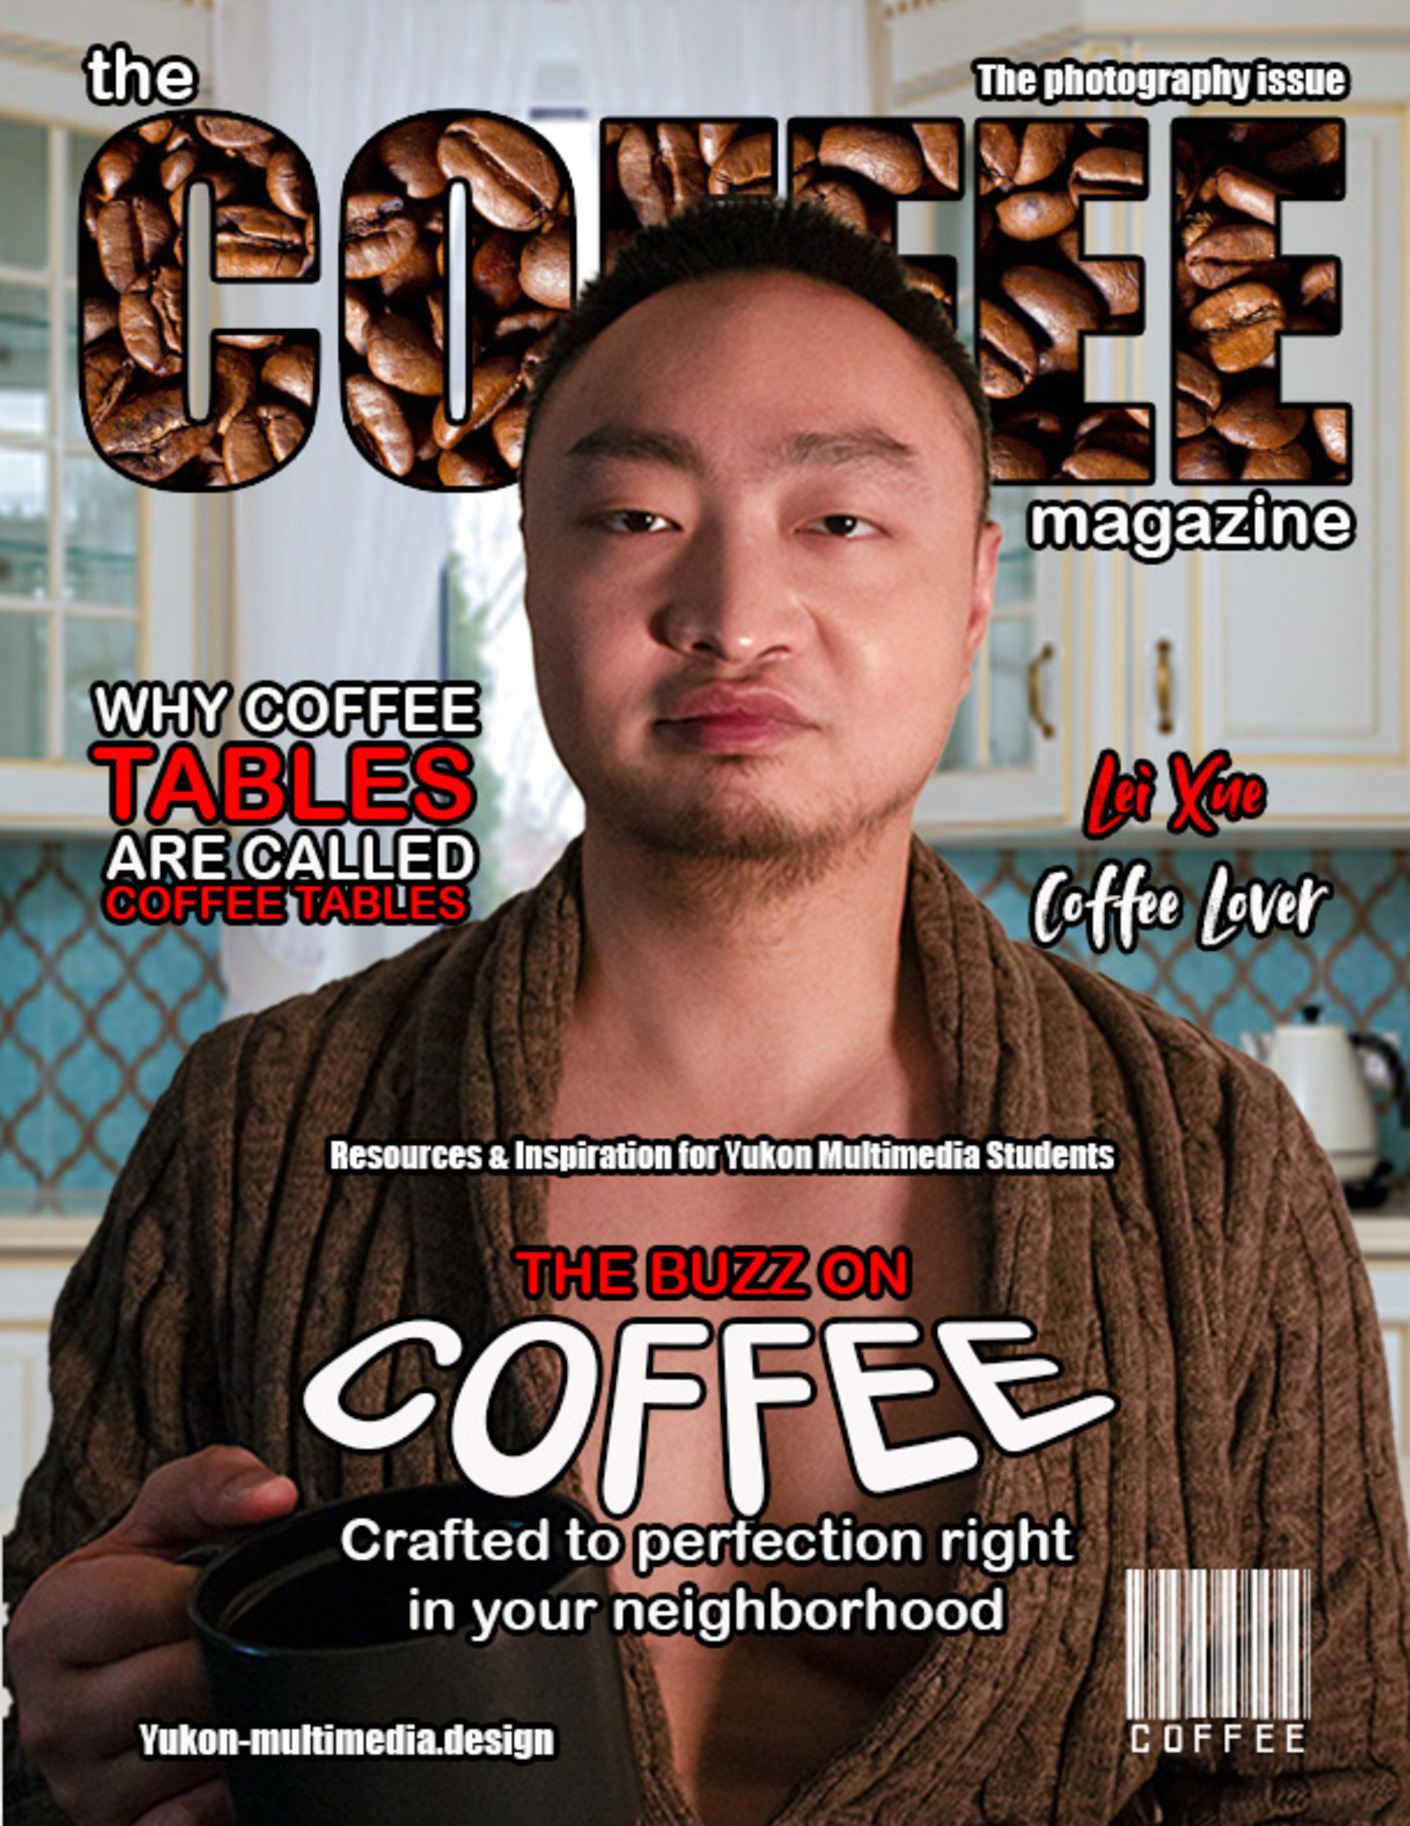 the
The photography issue
COFFEE
magazine
WHY COFFEE
TABLES
ARE CALLED
COFFEE TABLES
Lei Xue
Coffee Lover
Resources & Inspiration for Yukon Multimedia Students
THE BUZZ ON
COFFEE
Crafted to perfection right
in your neighborhood
Yukon-multimedia.design
COFFEE